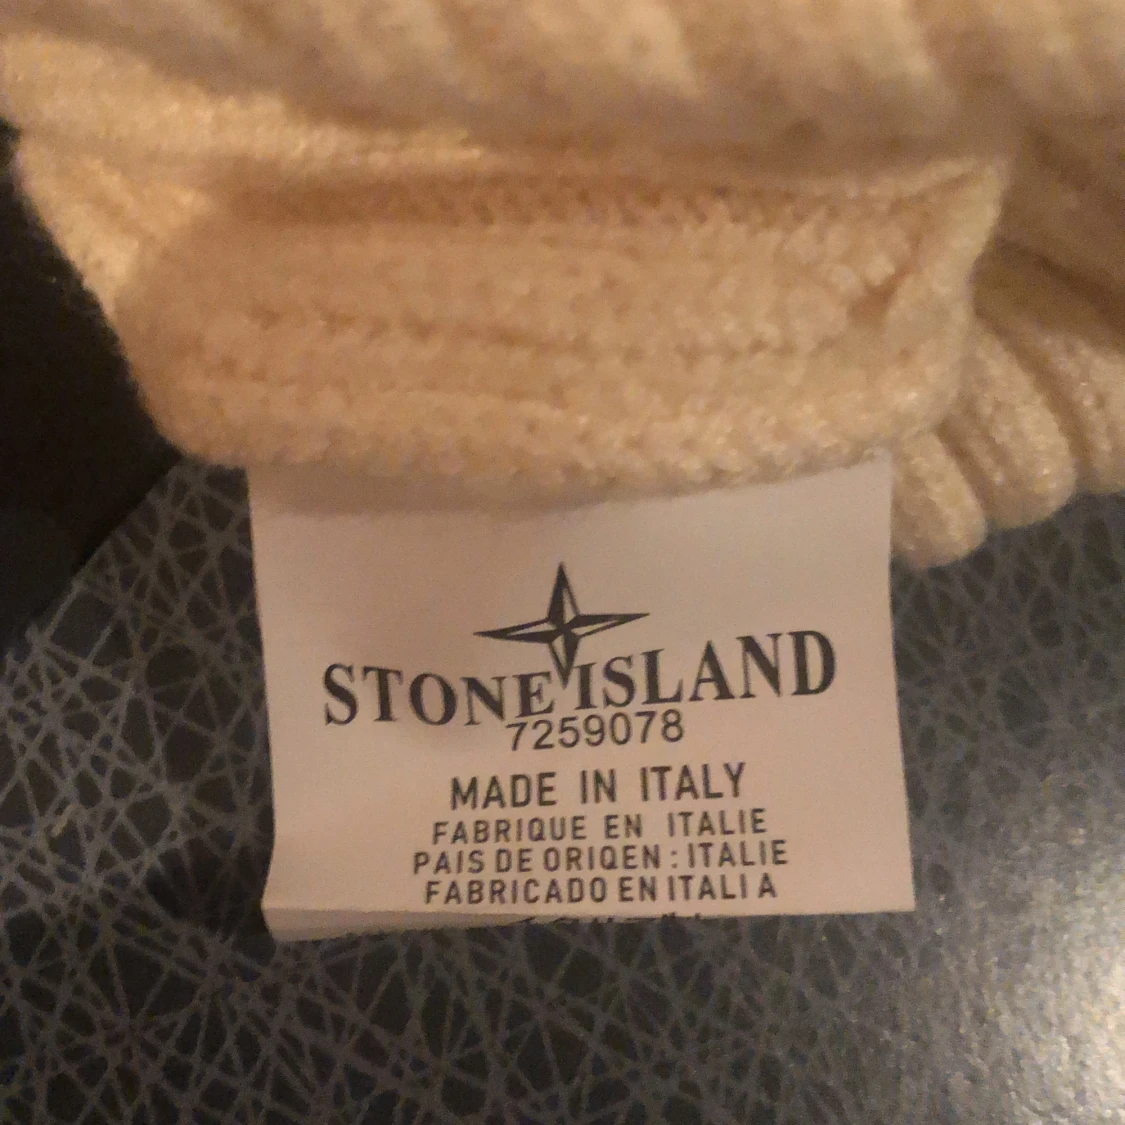 STONE ISLAND
7259078
MADE IN ITALY
FABRIQUE EN ITALIE
PAIS DE ORIQEN : ITALIE
FABRICADO EN ITALI A